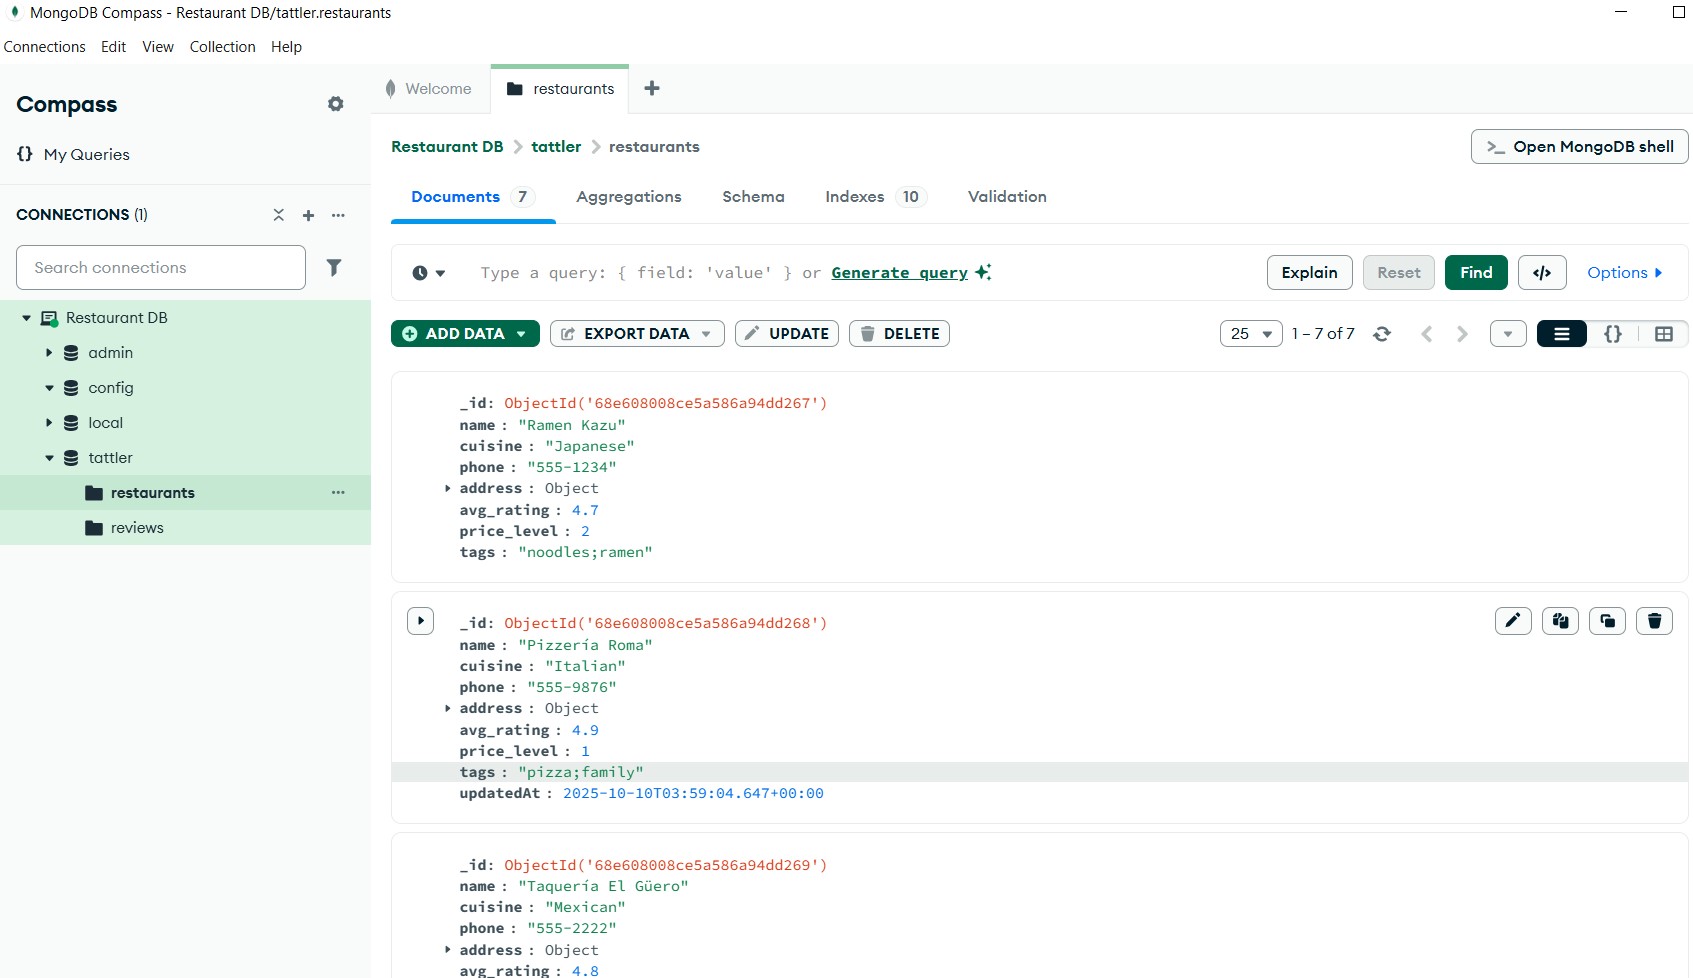 MongoDB Compass - Restaurant DB/tattler.restaurants
Connections Edit View Collection Help
Compass
{} My Queries
CONNECTIONS (1)
Search connections
Restaurant DB
admin
config
local
tattler
restaurants
reviews
Welcome
restaurants
Restaurant DB > tattler > restaurants
>_ Open MongoDB shell
Documents 7 Aggregations Schema Indexes 10 Validation
Type a query: { field: 'value' } or Generate query
Explain Reset Find </> Options
ADD DATA EXPORT DATA UPDATE DELETE
25 1 – 7 of 7 {}
_id: ObjectId('68e608008ce5a586a94dd267')
name : "Ramen Kazu"
cuisine : "Japanese"
phone : "555-1234"
address : Object
avg_rating : 4.7
price_level : 2
tags : "noodles;ramen"
_id: ObjectId('68e608008ce5a586a94dd268')
name : "Pizzería Roma"
cuisine : "Italian"
phone : "555-9876"
address : Object
avg_rating : 4.9
price_level : 1
tags : "pizza;family"
updatedAt : 2025-10-10T03:59:04.647+00:00
_id: ObjectId('68e608008ce5a586a94dd269')
name : "Taquería El Güero"
cuisine : "Mexican"
phone : "555-2222"
address : Object
avg_rating : 4.8